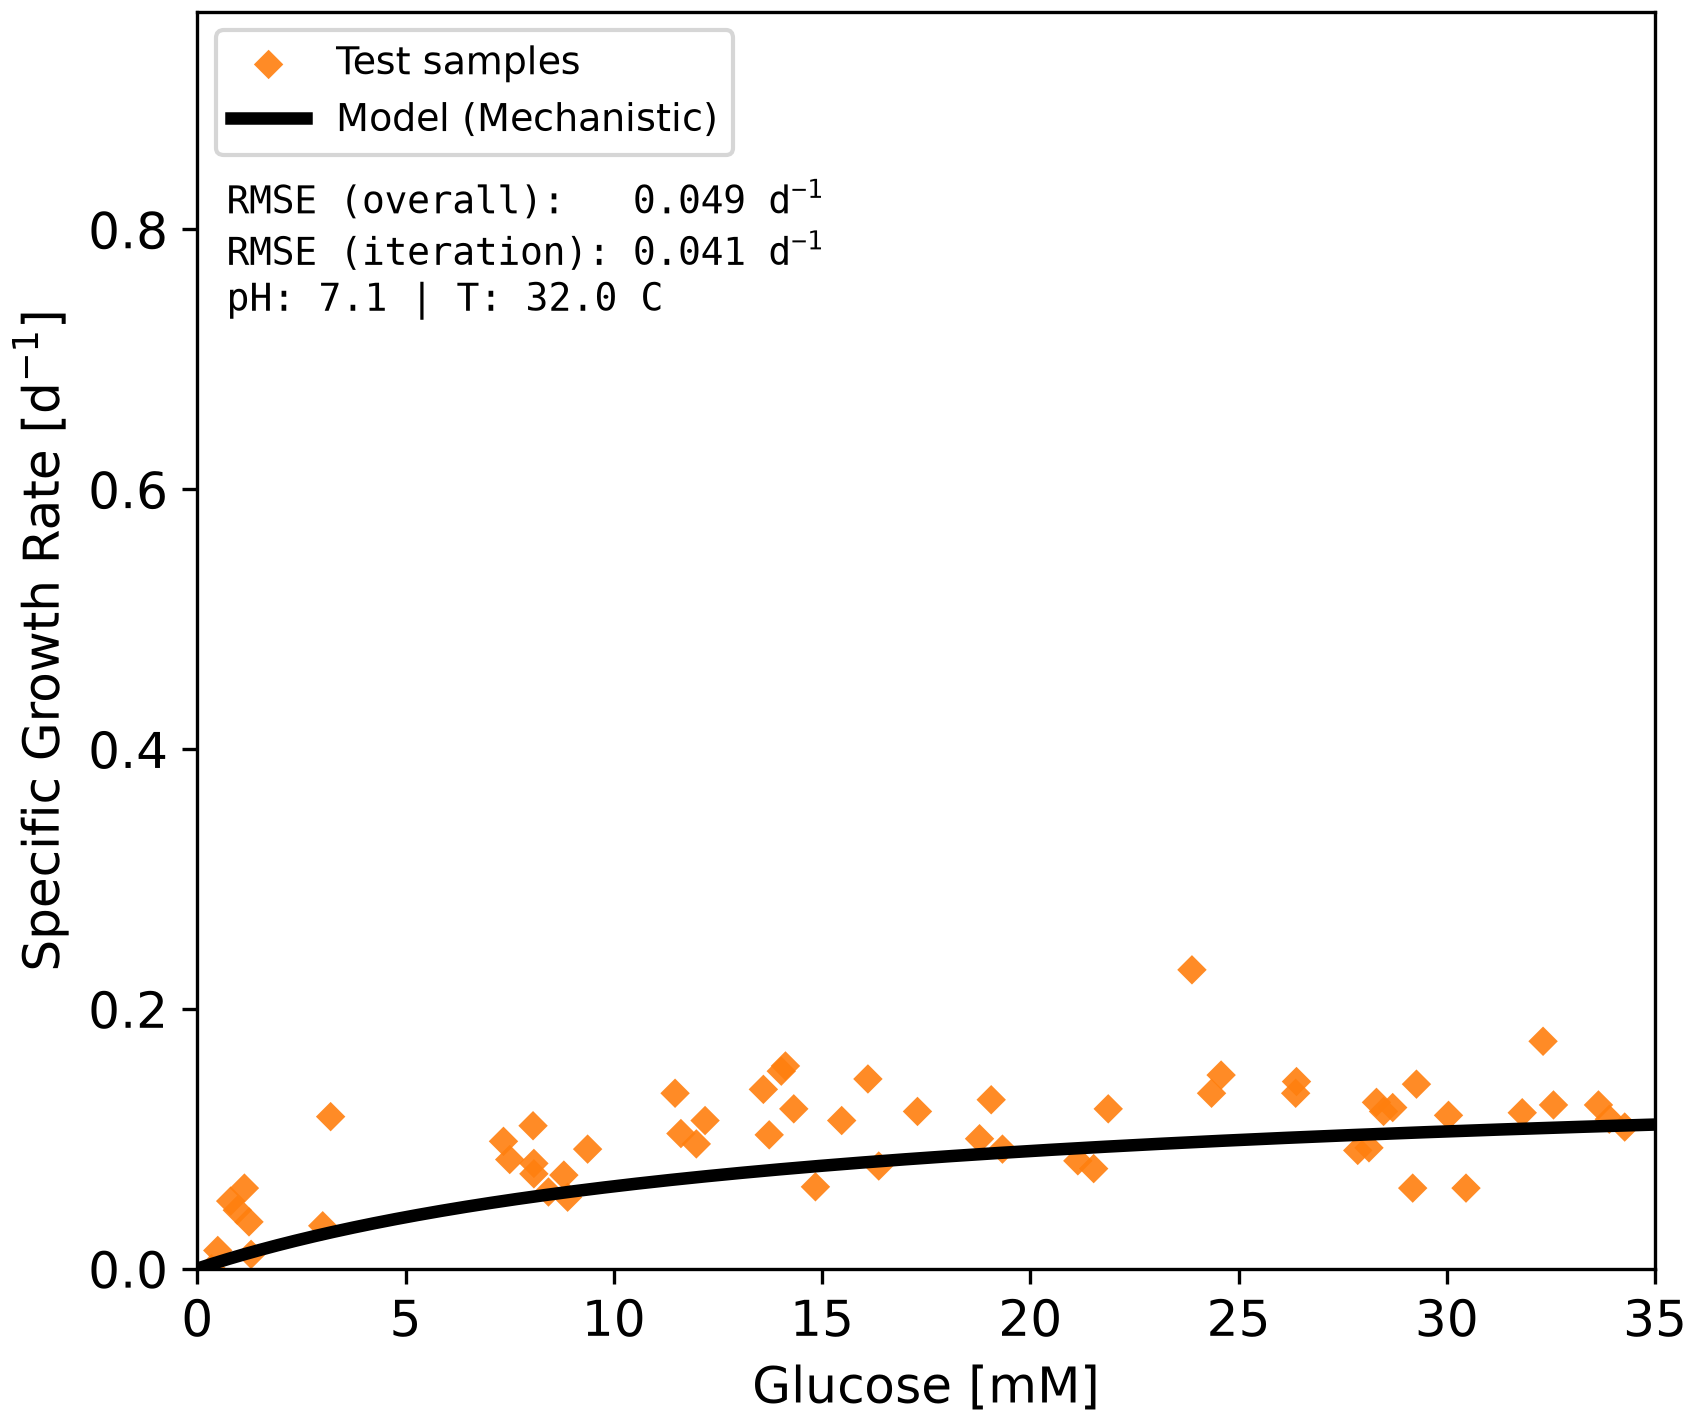 Test samples
Model (Mechanistic)
RMSE (overall):   0.049 d⁻¹
RMSE (iteration): 0.041 d⁻¹
pH: 7.1 | T: 32.0 C
Specific Growth Rate [d⁻¹]
0.8
0.6
0.4
0.2
0.0
0 5 10 15 20 25 30 35
Glucose [mM]